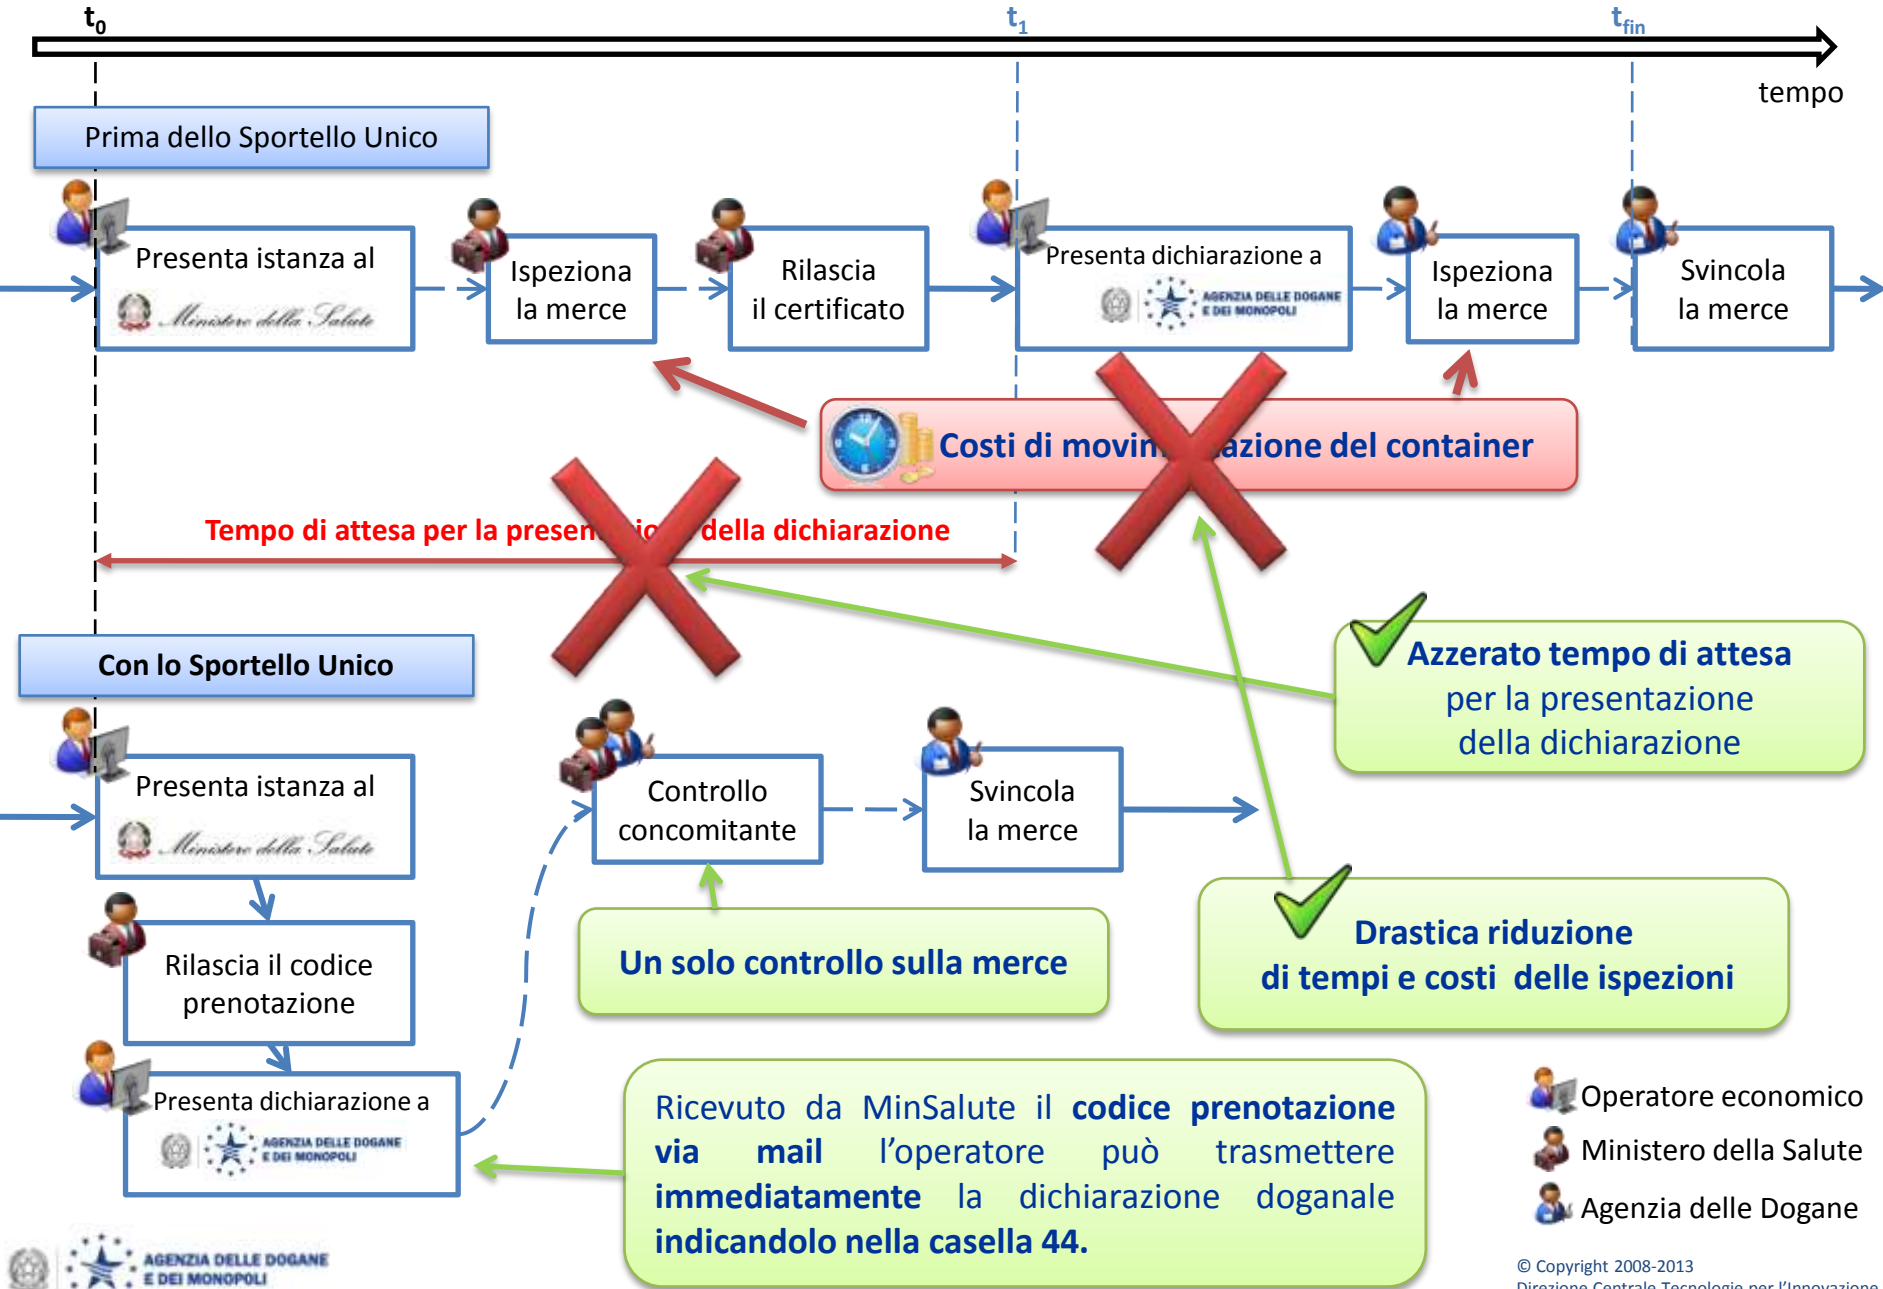 t0
t1
tfin
tempo
Prima dello Sportello Unico
Presenta istanza al
Ministero della Salute
Ispeziona
la merce
Rilascia
il certificato
Presenta dichiarazione a
AGENZIA DELLE DOGANE
E DEI MONOPOLI
Ispeziona
la merce
Svincola
la merce
Costi di movim azione del container
Tempo di attesa per la presen della dichiarazione
Con lo Sportello Unico
Azzerato tempo di attesa
per la presentazione
della dichiarazione
Presenta istanza al
Ministero della Salute
Controllo
concomitante
Svincola
la merce
Rilascia il codice
prenotazione
Un solo controllo sulla merce
Drastica riduzione
di tempi e costi delle ispezioni
Presenta dichiarazione a
AGENZIA DELLE DOGANE
E DEI MONOPOLI
Ricevuto da MinSalute il codice prenotazione
via mail l'operatore può trasmettere
immediatamente la dichiarazione doganale
indicandolo nella casella 44.
Operatore economico
Ministero della Salute
Agenzia delle Dogane
AGENZIA DELLE DOGANE
E DEI MONOPOLI
© Copyright 2008-2013
Direzione Centrale Tecnologie per l'Innovazione